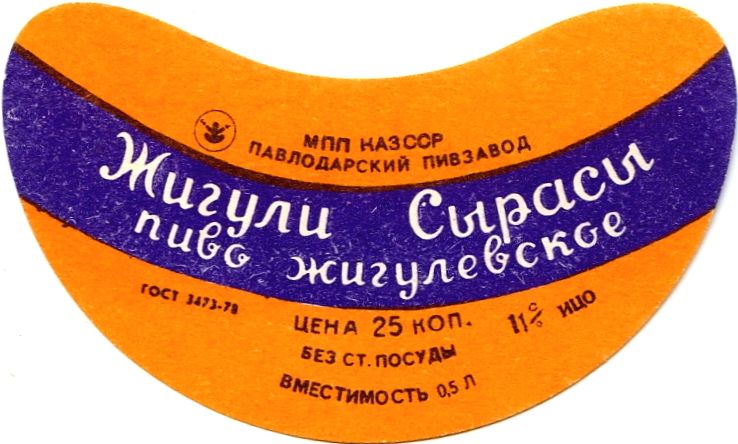 МПП КАЗССР
ПАВЛОДАРСКИЙ ПИВЗАВОД
Жигули Сырасы
пиво жигулевское
ГОСТ 3473-78
ЦЕНА 25 КОП. 11% ИЦО
БЕЗ СТ. ПОСУДЫ
ВМЕСТИМОСТЬ 0,5 Л